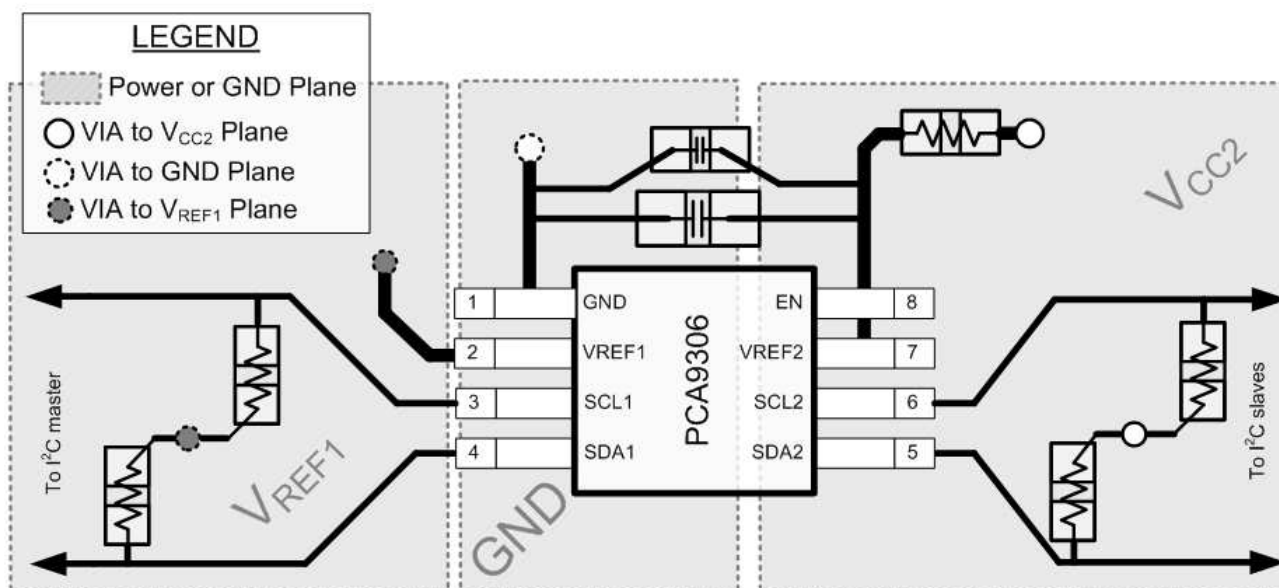 LEGEND
Power or GND Plane
VIA to VCC2 Plane
VIA to GND Plane
VIA to VREF1 Plane
VCC2
1 GND EN 8
2 VREF1 VREF2 7
3 SCL1 SCL2 6
4 SDA1 SDA2 5
PCA9306
To I²C master
To I²C slaves
VREF1
GND